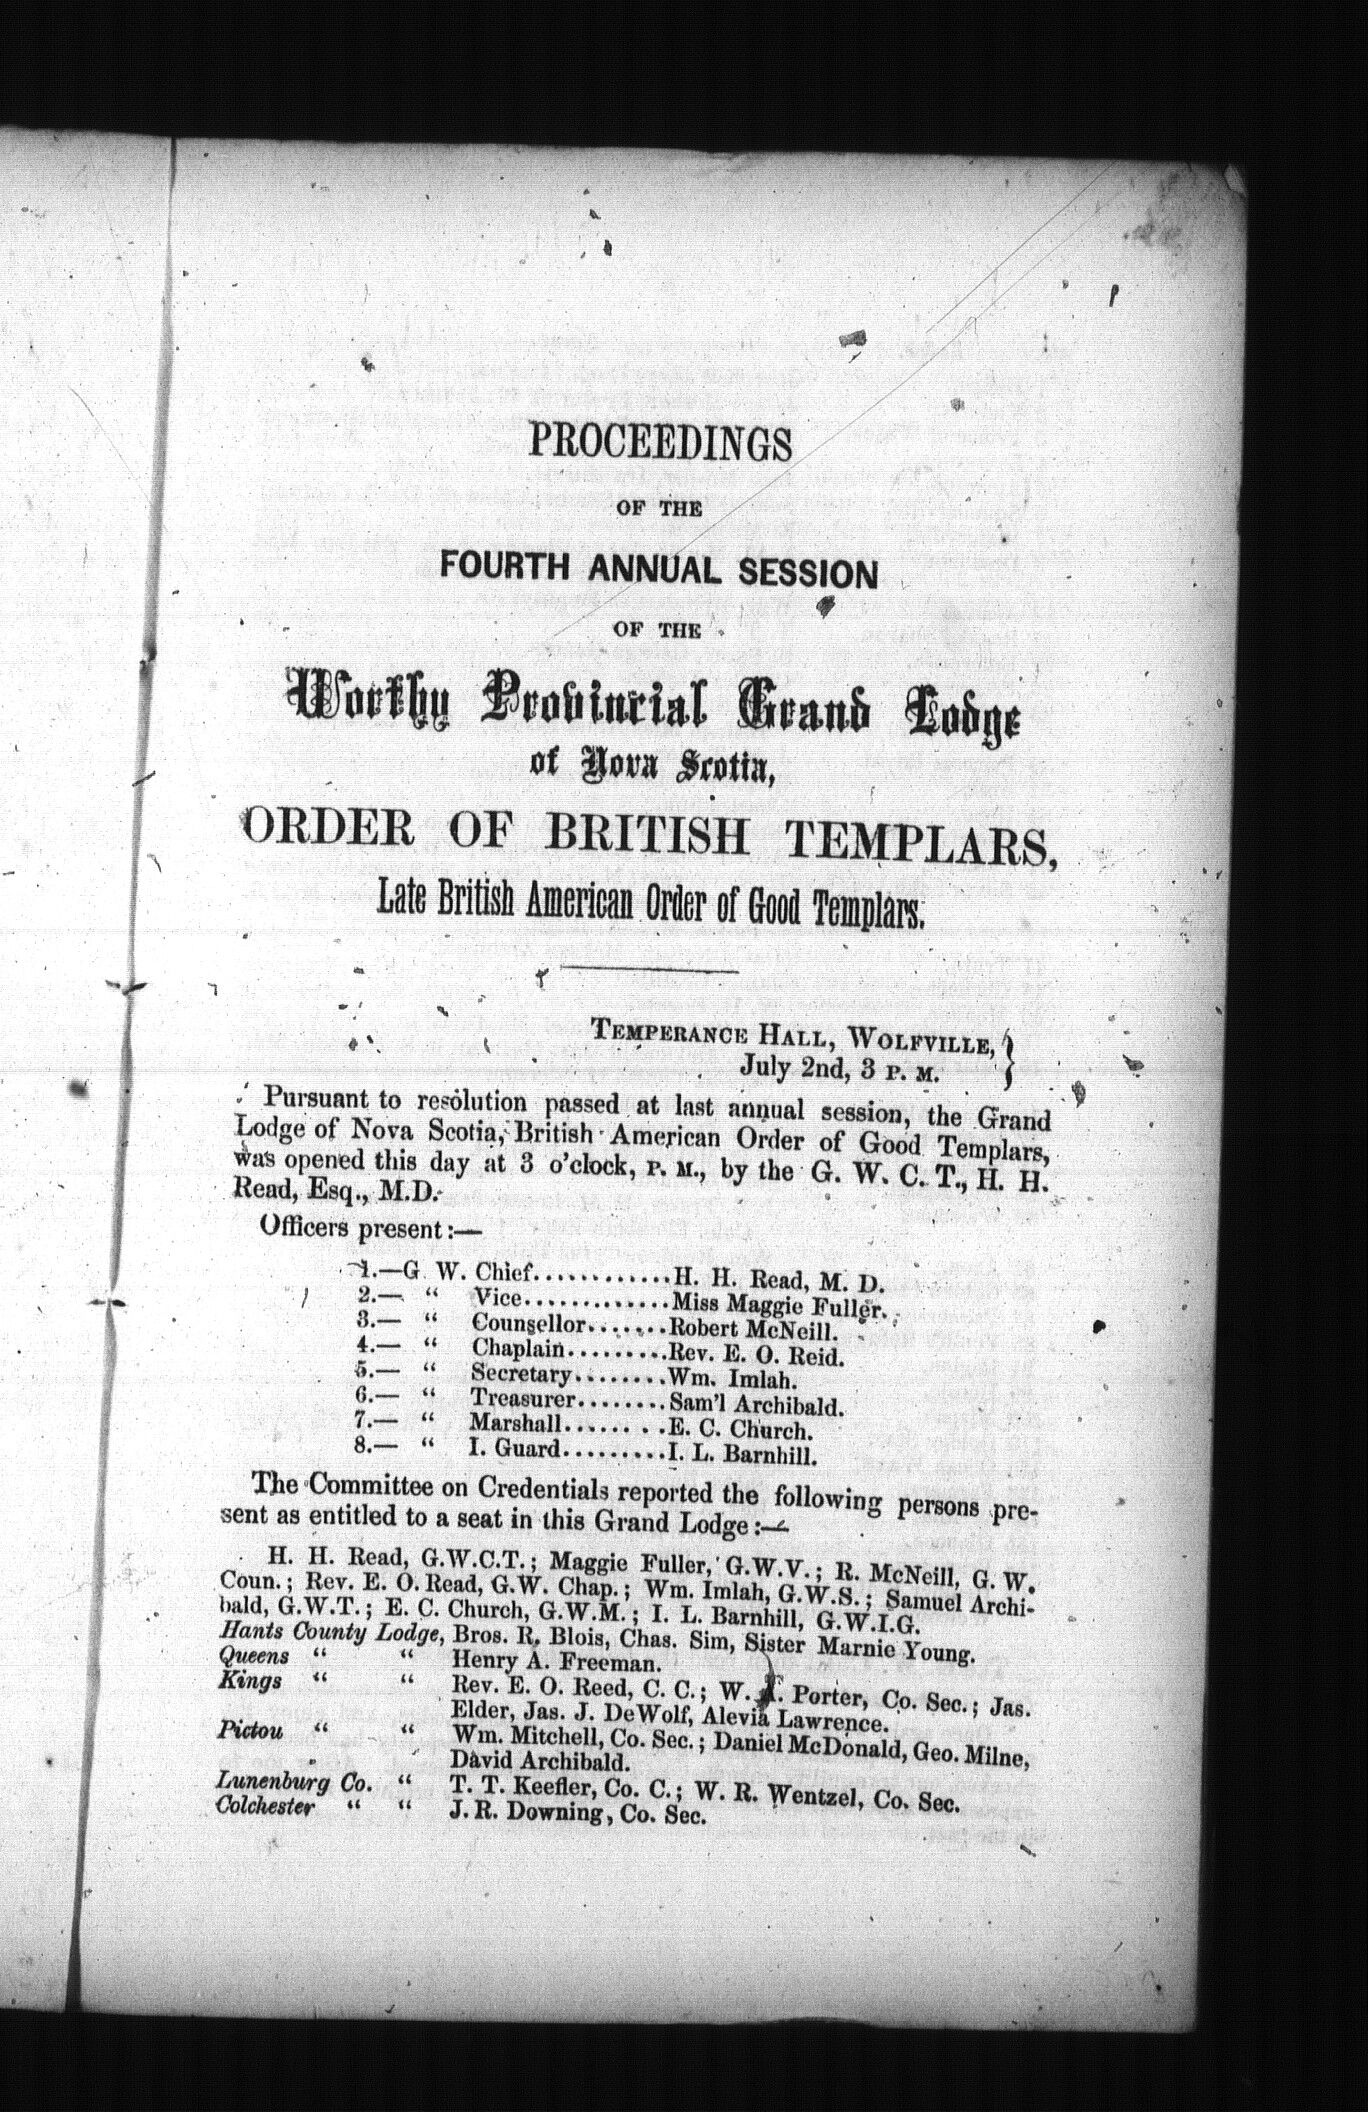 PROCEEDINGS
OF THE
FOURTH ANNUAL SESSION
OF THE
Worthy Provincial Grand Lodge
of Nova Scotia,
ORDER OF BRITISH TEMPLARS,
Late British American Order of Good Templars.
TEMPERANCE HALL, WOLFVILLE, }
July 2nd, 3 P. M.
Pursuant to resolution passed at last annual session, the Grand
Lodge of Nova Scotia, British American Order of Good Templars,
was opened this day at 3 o'clock, P. M., by the G. W. C. T., H. H.
Read, Esq., M.D.
Officers present:—
1.—G W. Chief............H. H. Read, M. D.
2.— " Vice.............Miss Maggie Fuller.
3.— " Counsellor.......Robert McNeill.
4.— " Chaplain.........Rev. E. O. Reid.
5.— " Secretary........Wm. Imlah.
6.— " Treasurer........Sam'l Archibald.
7.— " Marshall.........E. C. Church.
8.— " I. Guard.........I. L. Barnhill.
The Committee on Credentials reported the following persons pre-
sent as entitled to a seat in this Grand Lodge:—
H. H. Read, G.W.C.T.; Maggie Fuller, G.W.V.; R. McNeill, G. W.
Coun.; Rev. E. O. Read, G.W. Chap.; Wm. Imlah, G.W.S.; Samuel Archi-
bald, G.W.T.; E. C. Church, G.W.M.; I. L. Barnhill, G.W.I.G.
Hants County Lodge, Bros. R. Blois, Chas. Sim, Sister Marnie Young.
Queens " " Henry A. Freeman.
Kings " " Rev. E. O. Reed, C. C.; W. . Porter, Co. Sec.; Jas.
Elder, Jas. J. DeWolf, Alevia Lawrence.
Pictou " " Wm. Mitchell, Co. Sec.; Daniel McDonald, Geo. Milne,
David Archibald.
Lunenburg Co. " T. T. Keefler, Co. C.; W. R. Wentzel, Co. Sec.
Colchester " " J. R. Downing, Co. Sec.